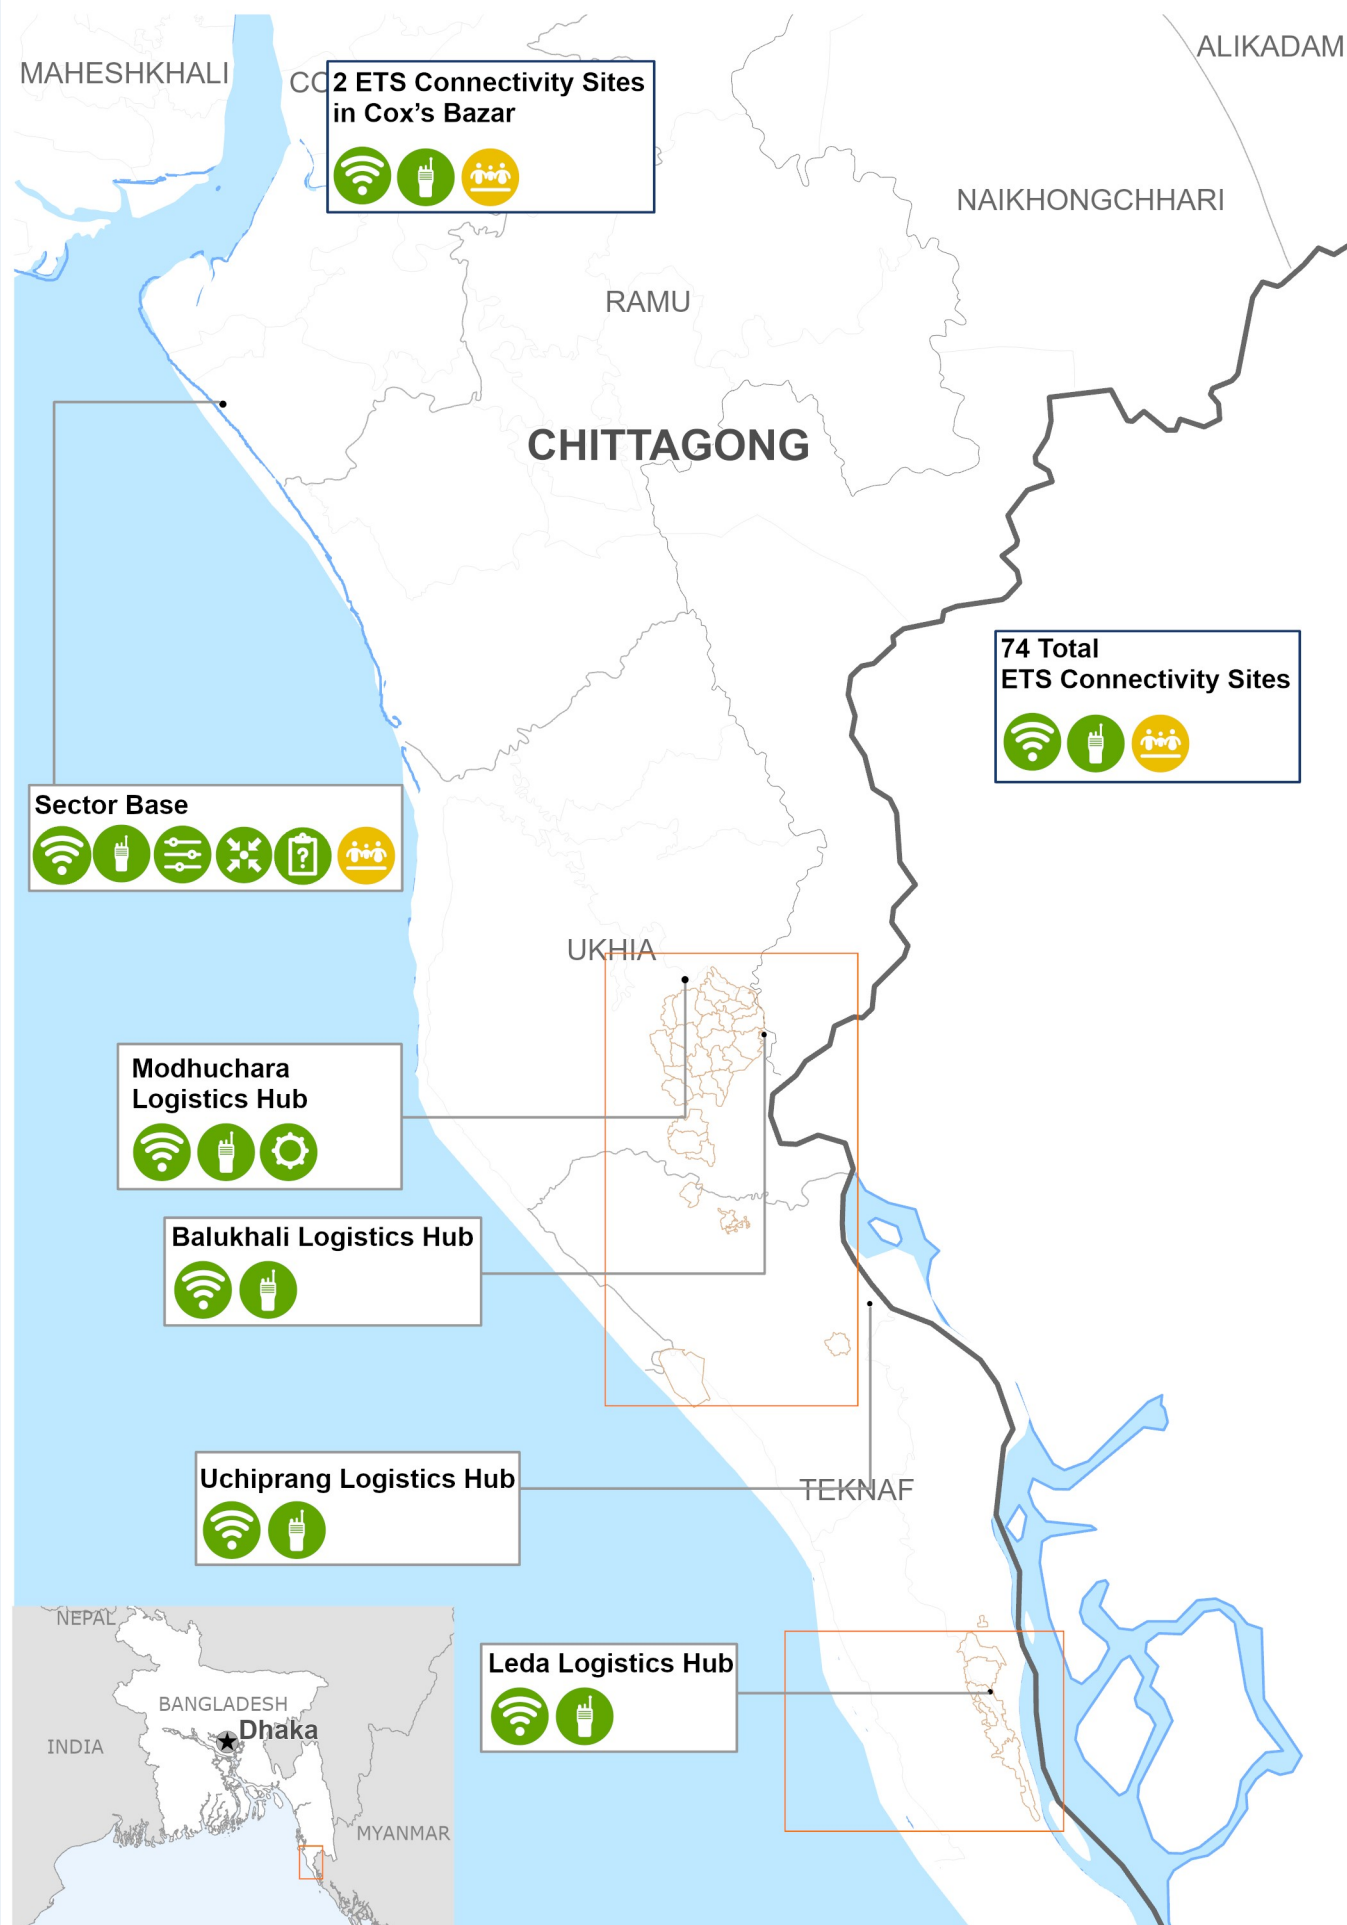 MAHESHKHALI
CO
2 ETS Connectivity Sites
in Cox’s Bazar
ALIKADAM
NAIKHONGCHHARI
RAMU
CHITTAGONG
74 Total
ETS Connectivity Sites
Sector Base
?
UKHIA
Modhuchara
Logistics Hub
Balukhali Logistics Hub
Uchiprang Logistics Hub
TEKNAF
Leda Logistics Hub
NEPAL
BANGLADESH
Dhaka
INDIA
MYANMAR